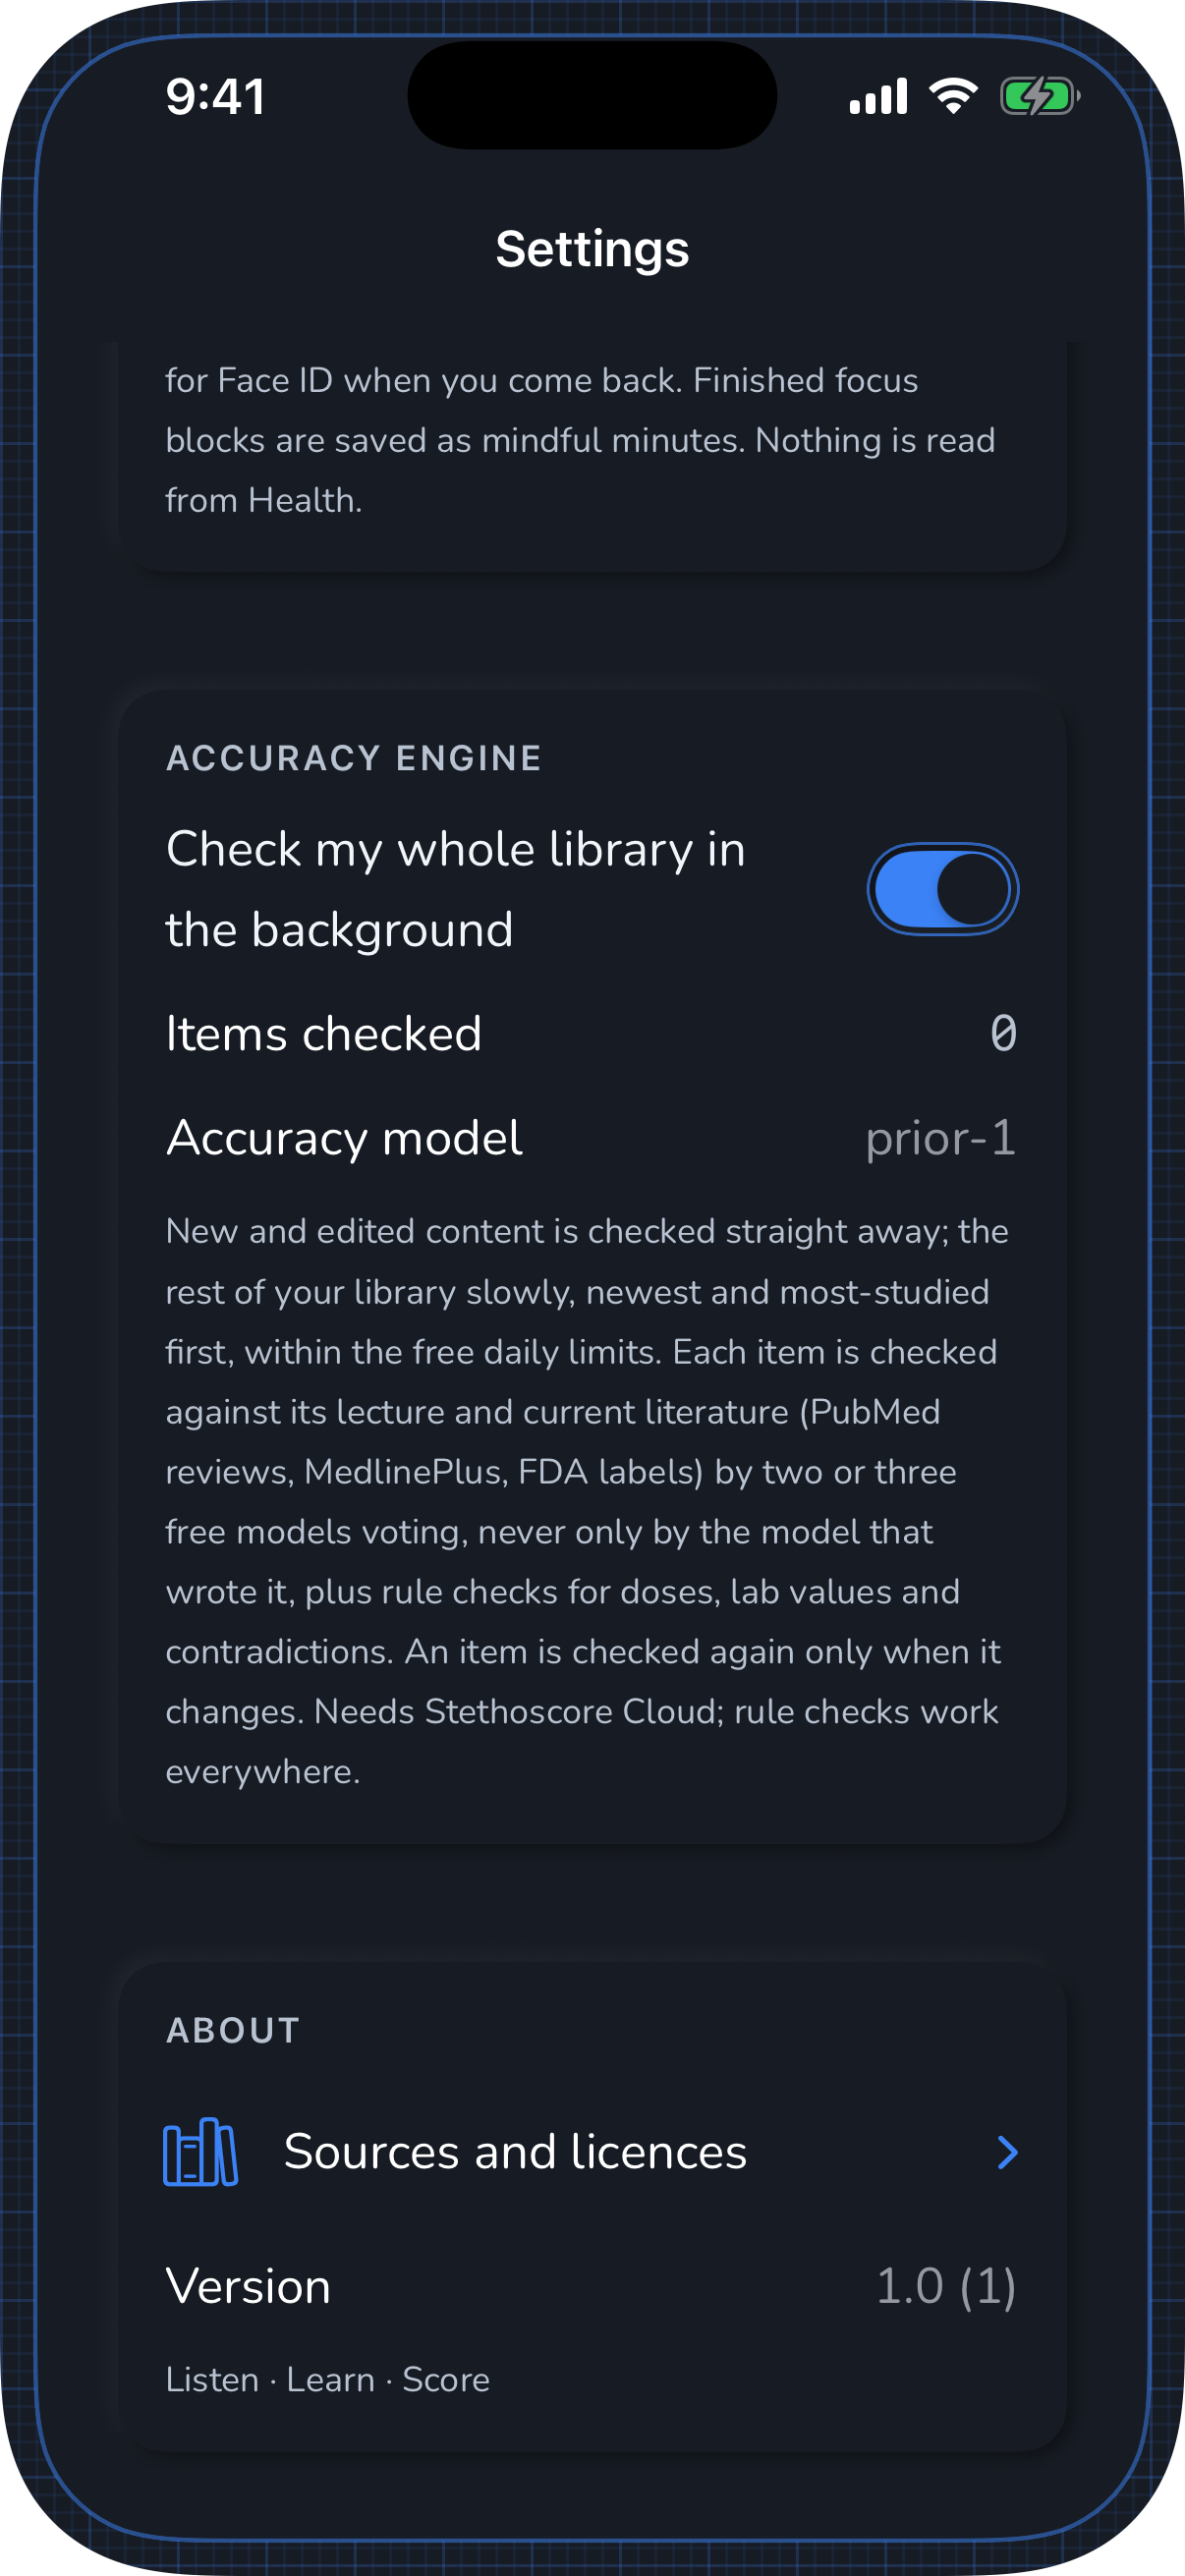 9:41
Settings
for Face ID when you come back. Finished focus
blocks are saved as mindful minutes. Nothing is read
from Health.
ACCURACY ENGINE
Check my whole library in
the background
Items checked 0
Accuracy model prior-1
New and edited content is checked straight away; the
rest of your library slowly, newest and most-studied
first, within the free daily limits. Each item is checked
against its lecture and current literature (PubMed
reviews, MedlinePlus, FDA labels) by two or three
free models voting, never only by the model that
wrote it, plus rule checks for doses, lab values and
contradictions. An item is checked again only when it
changes. Needs Stethoscore Cloud; rule checks work
everywhere.
ABOUT
Sources and licences
Version 1.0 (1)
Listen · Learn · Score